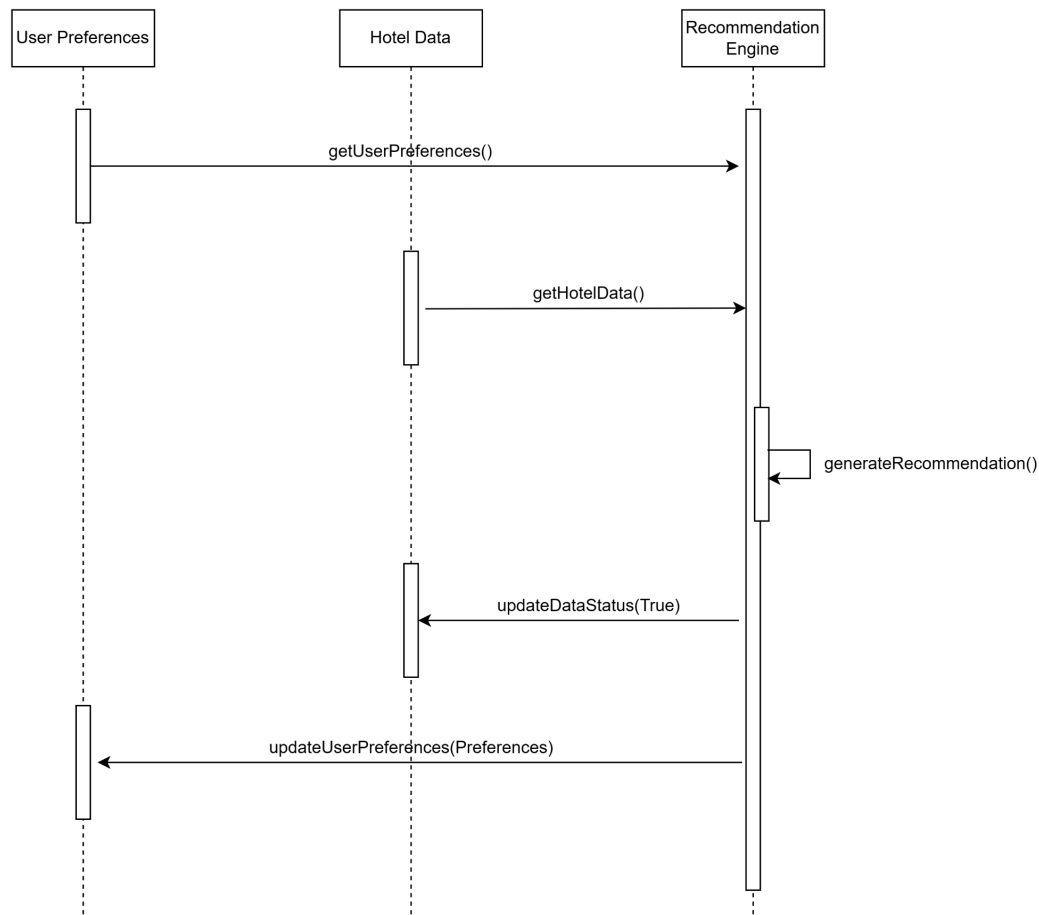 User Preferences
Hotel Data
Recommendation
Engine
getUserPreferences()
getHotelData()
generateRecommendation()
updateDataStatus(True)
updateUserPreferences(Preferences)